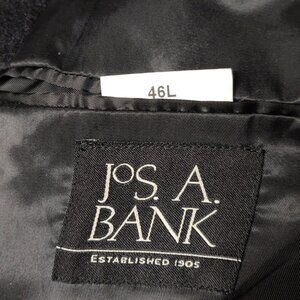 46L
JOS. A.
BANK
ESTABLISHED 1905